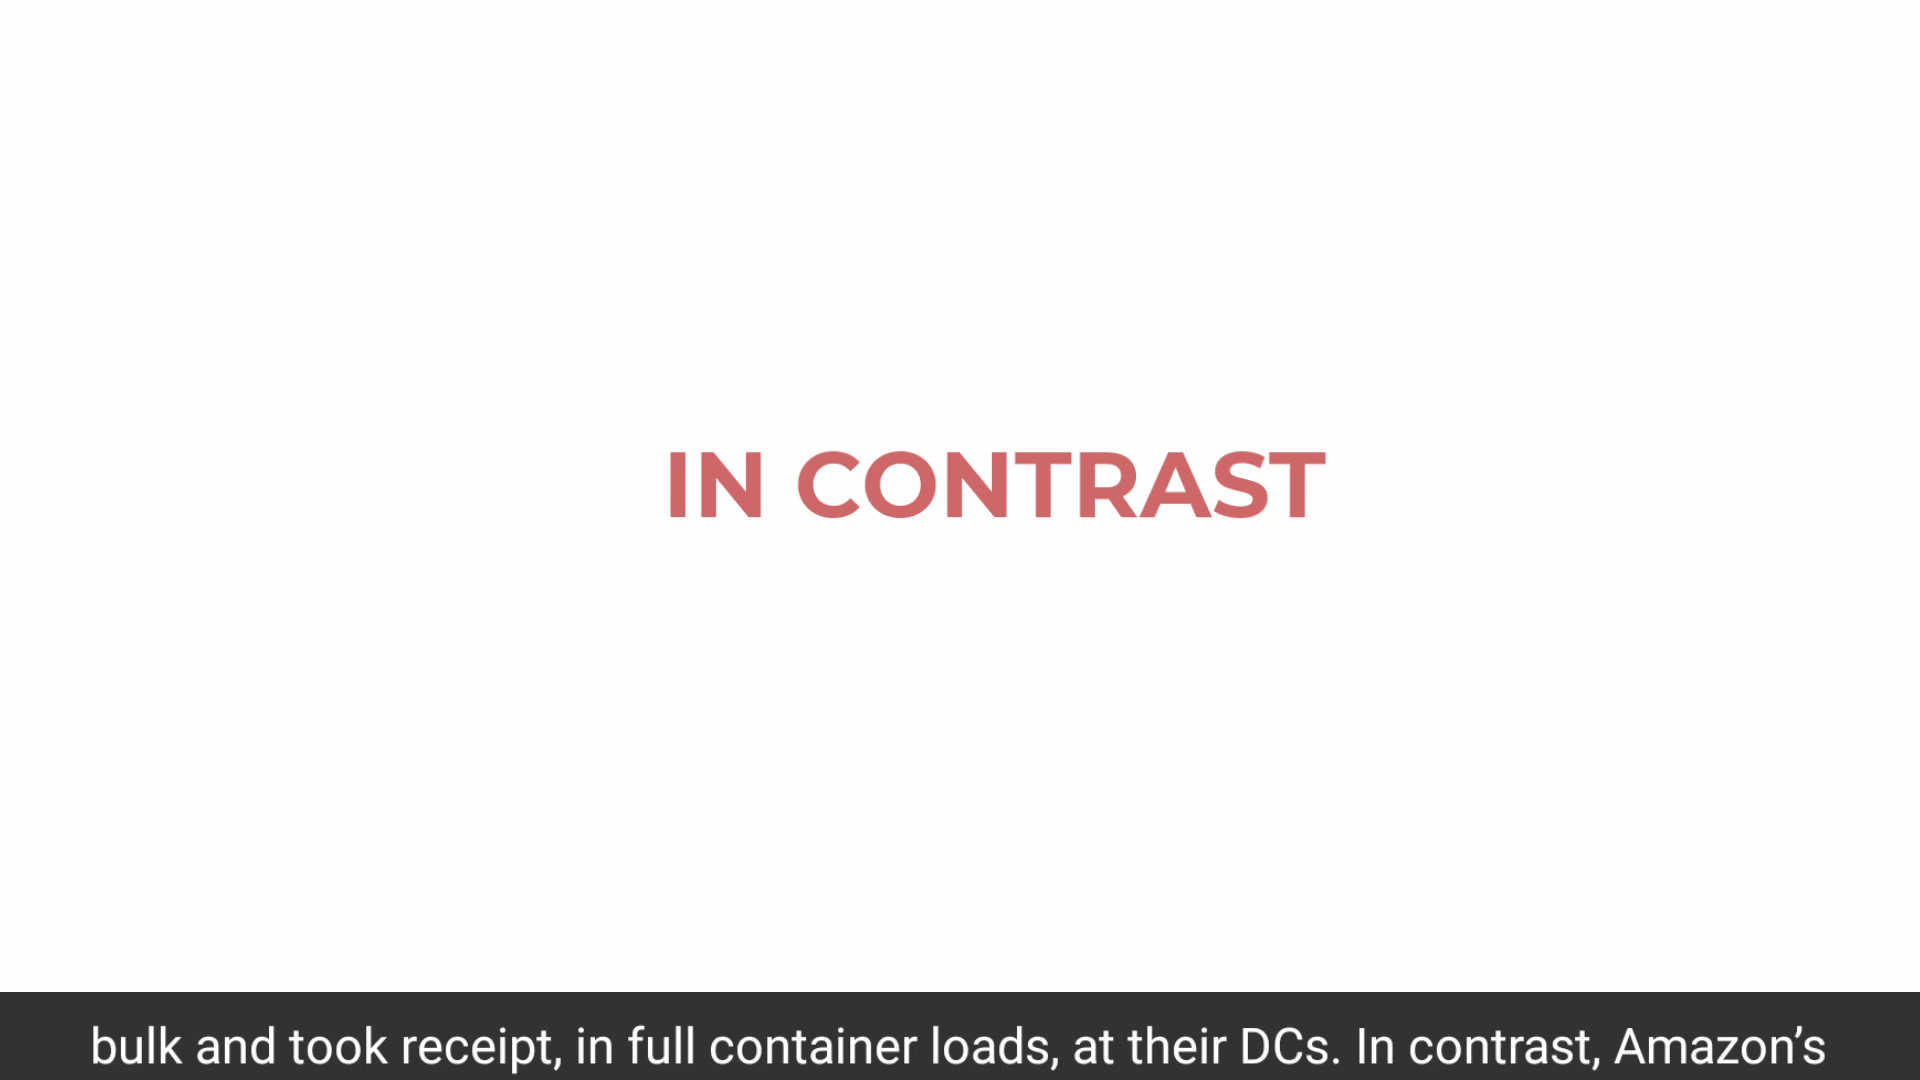 IN CONTRAST
bulk and took receipt, in full container loads, at their DCs. In contrast, Amazon’s